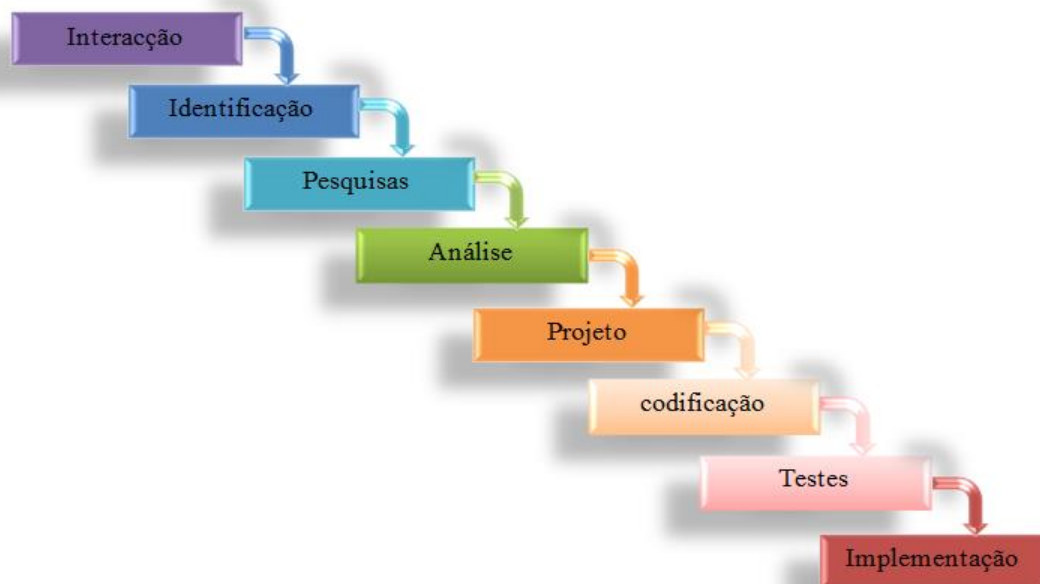 Interacção
Identificação
Pesquisas
Análise
Projeto
codificação
Testes
Implementação